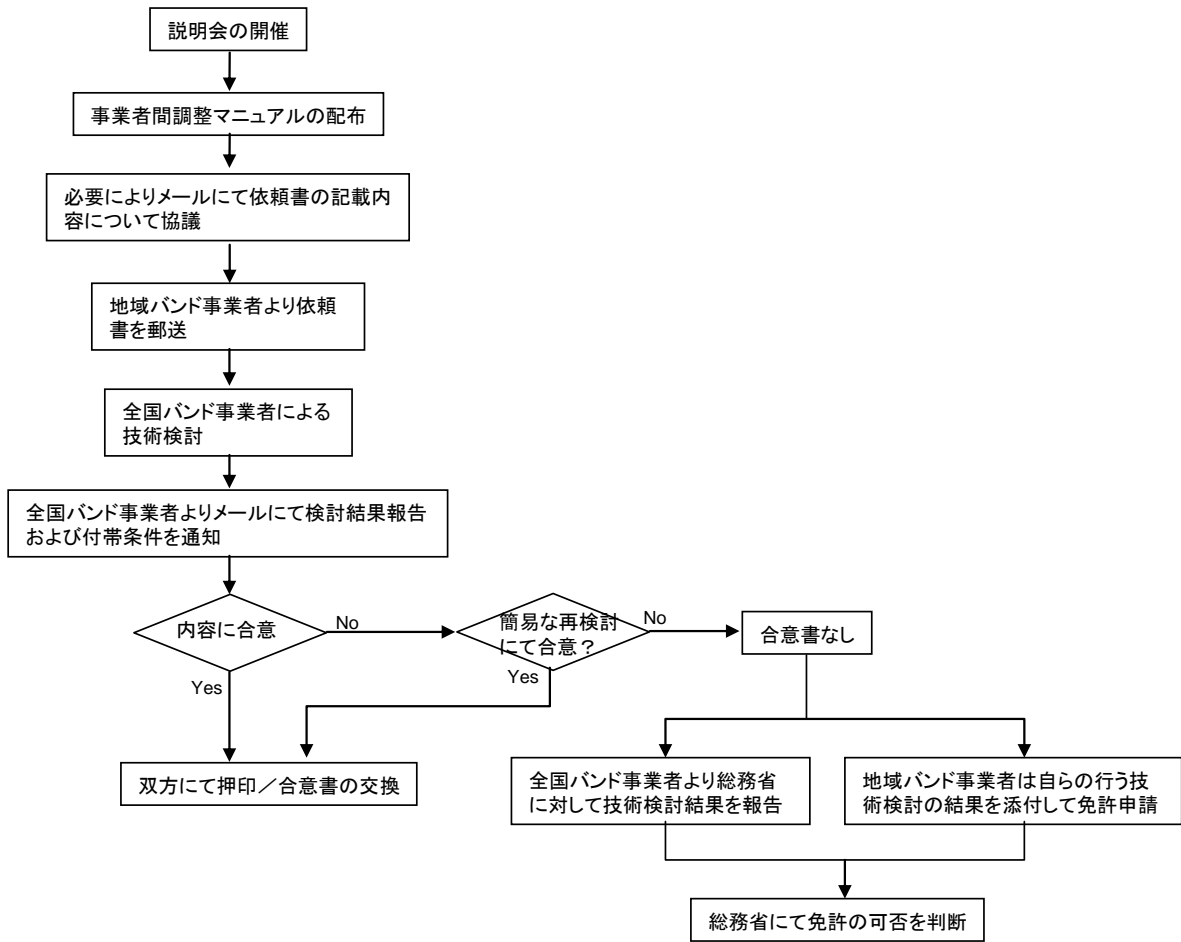 説明会の開催
事業者間調整マニュアルの配布
必要によりメールにて依頼書の記載内
容について協議
地域バンド事業者より依頼
書を郵送
全国バンド事業者による
技術検討
全国バンド事業者よりメールにて検討結果報告
および付帯条件を通知
内容に合意
No
簡易な再検討
にて合意？
No
合意書なし
Yes
Yes
双方にて押印／合意書の交換
全国バンド事業者より総務省
に対して技術検討結果を報告
地域バンド事業者は自らの行う技
術検討の結果を添付して免許申請
総務省にて免許の可否を判断